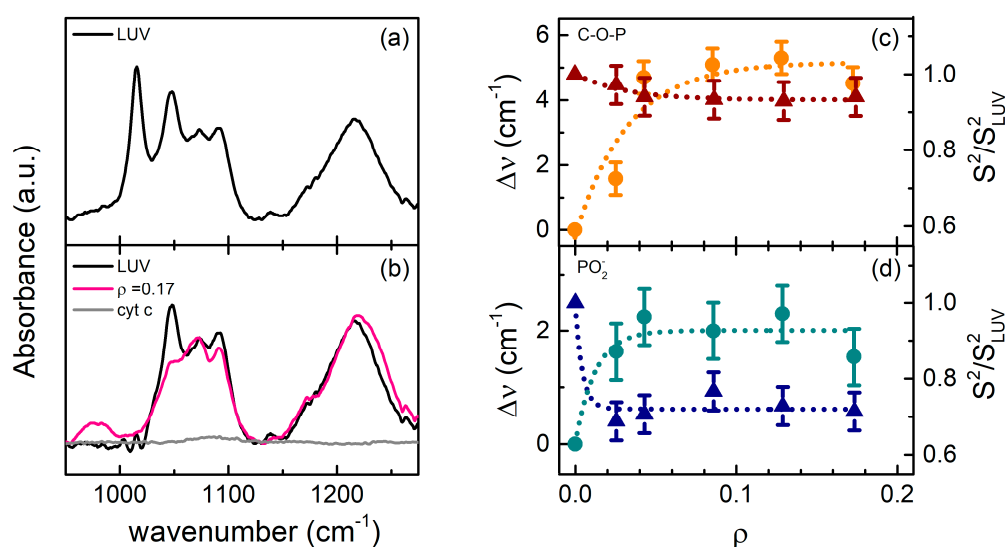 LUV
(a)
Absorbance (a.u.)
LUV
ρ =0.17
cyt c
(b)
1000
1100
1200
wavenumber (cm⁻¹)
C-O-P
(c)
6
4
2
0
Δν (cm⁻¹)
1.0
0.8
0.6
S²/S²LUV
PO₂⁻
(d)
2
0
Δν (cm⁻¹)
1.0
0.8
0.6
S²/S²LUV
0.0
0.1
0.2
ρ